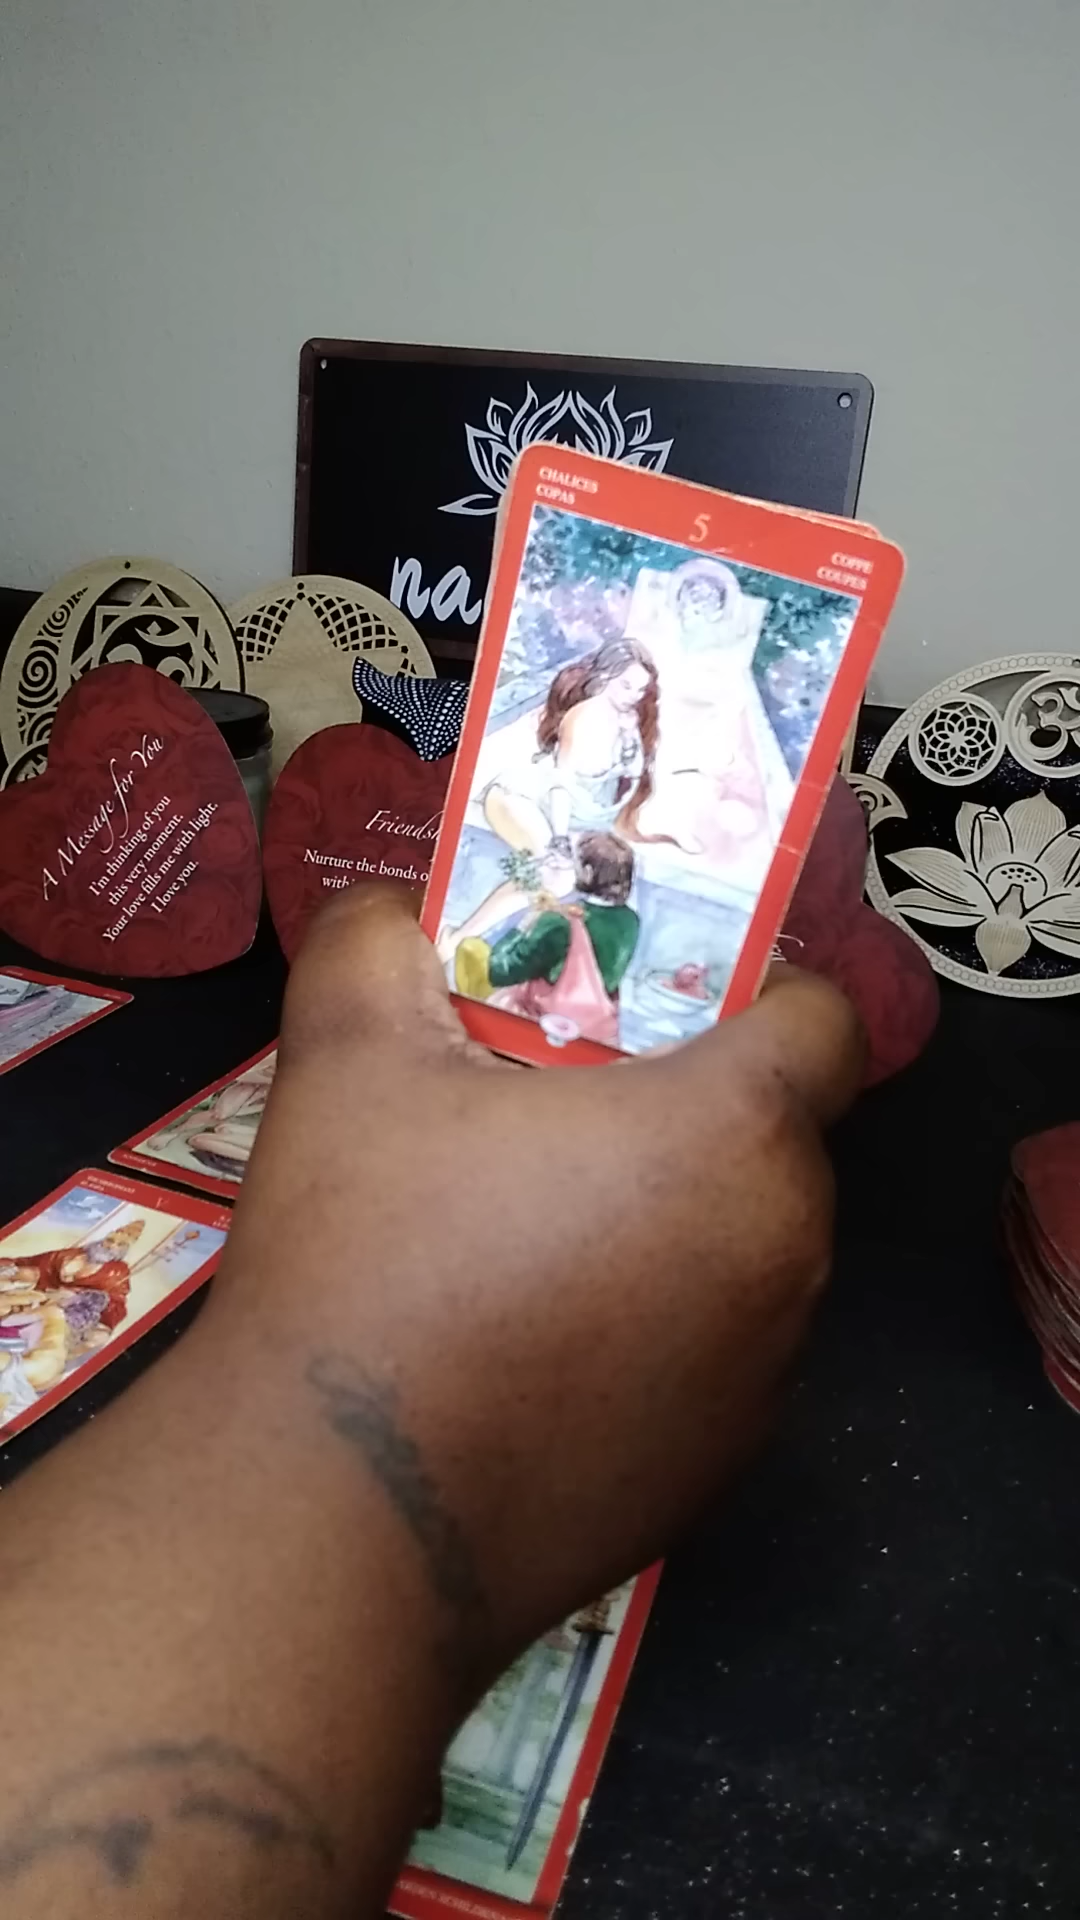 na
CHALICES
COPAS
5
COPPE
COUPES
A Message for You
I'm thinking of you
this very moment.
Your love fills me with light.
I love you.
Friendsh
Nurture the bonds o
with
V